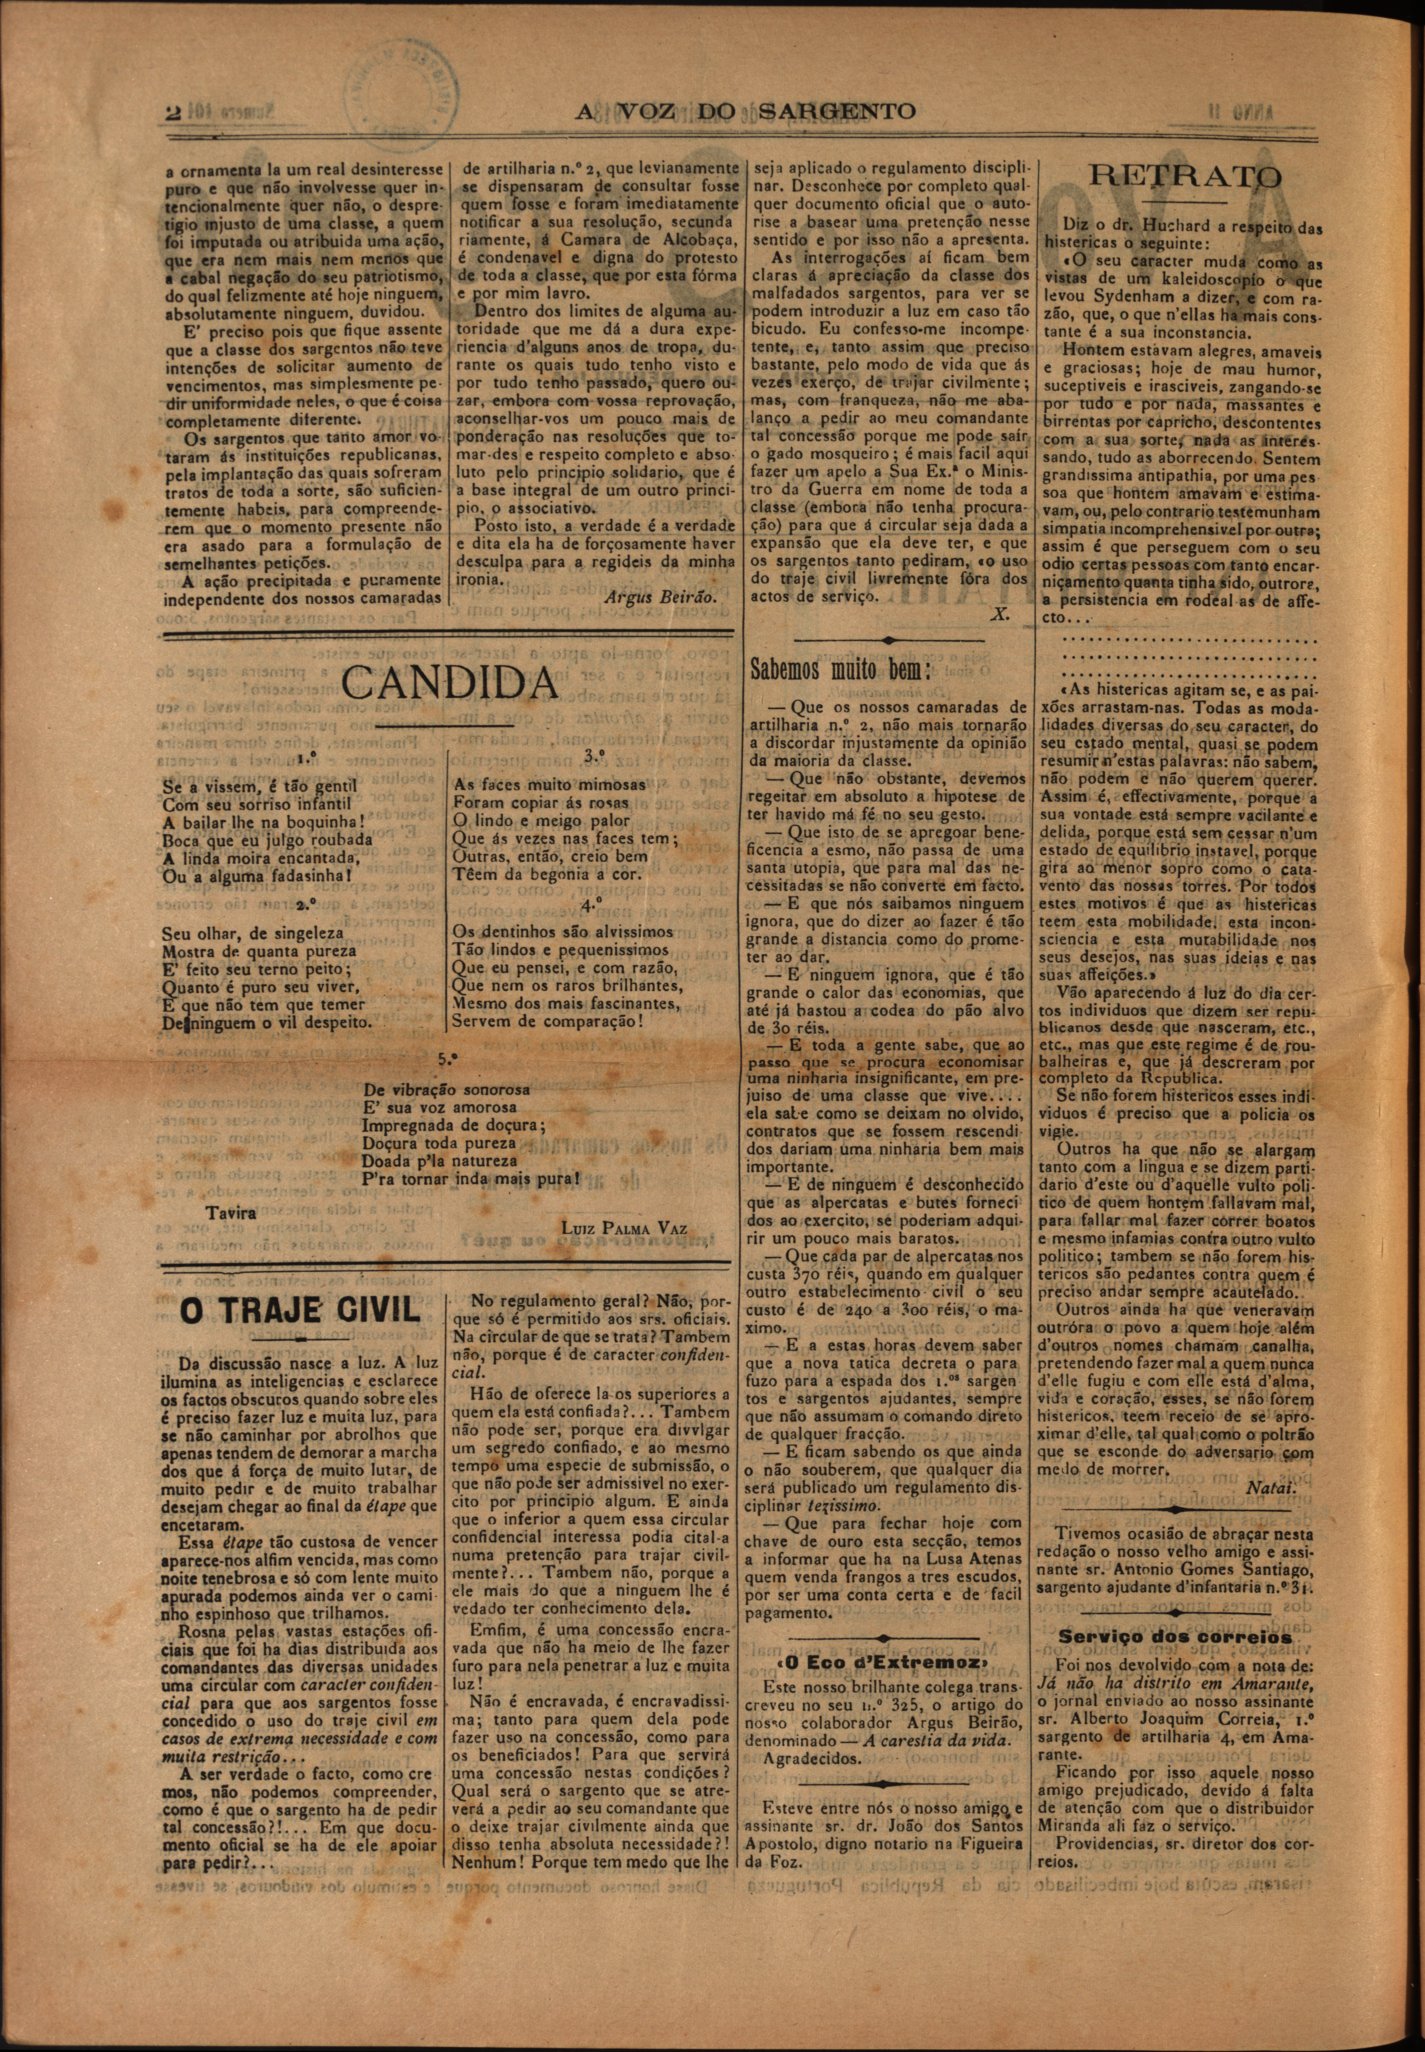 2
A VOZ DO SARGENTO
a ornamenta la um real desinteresse
puro e que não involvesse quer in-
tencionalmente quer não, o despre-
tigio injusto de uma classe, a quem
foi imputada ou atribuida uma ação,
que era nem mais nem menos que
a cabal negação do seu patriotismo,
do qual felizmente até hoje ninguem,
absolutamente ninguem, duvidou.
E' preciso pois que fique assente
que a classe dos sargentos não teve
intenções de solicitar aumento de
vencimentos, mas simplesmente pe-
dir uniformidade neles, o que é coisa
completamente diferente.
Os sargentos que tanto amor vo-
taram ás instituições republicanas,
pela implantação das quais sofreram
tratos de toda a sorte, são suficien-
temente habeis, para compreende-
rem que o momento presente não
era asado para a formulação de
semelhantes petições.
A ação precipitada e puramente
independente dos nossos camaradas
de artilharia n.º 2, que levianamente
se dispensaram de consultar fosse
quem fosse e foram imediatamente
notificar a sua resolução, secunda
riamente, á Camara de Alcobaça,
é condenavel e digna do protesto
de toda a classe, que por esta fórma
e por mim lavro.
Dentro dos limites de alguma au-
toridade que me dá a dura expe-
riencia d'alguns anos de tropa, du-
rante os quais tudo tenho visto e
por tudo tenho passado, quero ou-
zar, embora com vossa reprovação,
aconselhar-vos um pouco mais de
ponderação nas resoluções que to-
mar-des e respeito completo e abso-
luto pelo principio solidario, que é
a base integral de um outro princi-
pio, o associativo.
Posto isto, a verdade é a verdade
e dita ela ha de forçosamente haver
desculpa para a regideis da minha
ironia.
Argus Beirão.
CANDIDA
1.º
Se a vissem, é tão gentil
Com seu sorriso infantil
A bailar lhe na boquinha!
Boca que eu julgo roubada
A linda moira encantada,
Ou a alguma fadasinha!
2.º
Seu olhar, de singeleza
Mostra de quanta pureza
E' feito seu terno peito;
Quanto é puro seu viver,
E que não tem que temer
De ninguem o vil despeito.
3.º
As faces muito mimosas
Foram copiar ás rosas
O lindo e meigo palor
Que ás vezes nas faces tem;
Outras, então, creio bem
Têem da begonia a cor.
4.º
Os dentinhos são alvissimos
Tão lindos e pequenissimos
Que eu pensei, e com razão,
Que nem os raros brilhantes,
Mesmo dos mais fascinantes,
Servem de comparação!
5.º
De vibração sonorosa
E' sua voz amorosa
Impregnada de doçura;
Doçura toda pureza
Doada p'la natureza
P'ra tornar inda mais pura!
Tavira
LUIZ PALMA VAZ
O TRAJE CIVIL
Da discussão nasce a luz. A luz
ilumina as inteligencias e esclarece
os factos obscuros quando sobre eles
é preciso fazer luz e muita luz, para
se não caminhar por abrolhos que
apenas tendem de demorar a marcha
dos que á força de muito lutar, de
muito pedir e de muito trabalhar
desejam chegar ao final da étape que
encetaram.
Essa étape tão custosa de vencer
aparece-nos alfim vencida, mas como
noite tenebrosa e só com lente muito
apurada podemos ainda ver o cami-
nho espinhoso que trilhamos.
Rosna pelas vastas estações ofi-
ciais que foi ha dias distribuida aos
comandantes das diversas unidades
uma circular com caracter confiden-
cial para que aos sargentos fosse
concedido o uso do traje civil em
casos de extrema necessidade e com
muita restrição...
A ser verdade o facto, como cre
mos, não podemos compreender,
como é que o sargento ha de pedir
tal concessão?!... Em que docu-
mento oficial se ha de ele apoiar
para pedir?...
No regulamento geral? Não, por-
que só é permitido aos srs. oficiais.
Na circular de que se trata? Tambem
não, porque é de caracter confiden-
cial.
Hão de oferece la os superiores a
quem ela está confiada?... Tambem
não pode ser, porque era divvlgar
um segredo confiado, e ao mesmo
tempo uma especie de submissão, o
que não pode ser admissivel no exer-
cito por principio algum. E ainda
que o inferior a quem essa circular
confidencial interessa podia cital-a
numa pretenção para trajar civil-
mente?... Tambem não, porque a
ele mais do que a ninguem lhe é
vedado ter conhecimento dela.
Emfim, é uma concessão encra-
vada que não ha meio de lhe fazer
furo para nela penetrar a luz e muita
luz!
Não é encravada, é encravadissi-
ma; tanto para quem dela pode
fazer uso na concessão, como para
os beneficiados! Para que servirá
uma concessão nestas condições?
Qual será o sargento que se atre-
verá a pedir ao seu comandante que
o deixe trajar civilmente ainda que
disso tenha absoluta necessidade?!
Nenhum! Porque tem medo que lhe
seja aplicado o regulamento discipli-
nar. Desconhece por completo qual-
quer documento oficial que o auto-
rise a basear uma pretenção nesse
sentido e por isso não a apresenta.
As interrogações aí ficam bem
claras á apreciação da classe dos
malfadados sargentos, para ver se
podem introduzir a luz em caso tão
bicudo. Eu confesso-me incompe-
tente, e, tanto assim que preciso
bastante, pelo modo de vida que ás
vezes exerço, de trajar civilmente;
mas, com franqueza, não me aba-
lanço a pedir ao meu comandante
tal concessão porque me pode saír
o gado mosqueiro; é mais facil aqui
fazer um apelo a Sua Ex.ª o Minis-
tro da Guerra em nome de toda a
classe (embora não tenha procura-
ção) para que á circular seja dada a
expansão que ela deve ter, e que
os sargentos tanto pediram, «o uso
do traje civil livremente fóra dos
actos de serviço.
X.
Sabemos muito bem:
— Que os nossos camaradas de
artilharia n.º 2, não mais tornarão
a discordar injustamente da opinião
da maioria da classe.
— Que não obstante, devemos
regeitar em absoluto a hipotese de
ter havido má fé no seu gesto.
— Que isto de se apregoar bene-
ficencia a esmo, não passa de uma
santa utopia, que para mal das ne-
cessitadas se não converte em facto.
— E que nós saibamos ninguem
ignora, que do dizer ao fazer é tão
grande a distancia como do prome-
ter ao dar.
— E ninguem ignora, que é tão
grande o calor das economias, que
até já bastou a codea do pão alvo
de 30 réis.
— E toda a gente sabe, que ao
passo que se procura economisar
uma ninharia insignificante, em pre-
juiso de uma classe que vive....
ela sabe como se deixam no olvido,
contratos que se fossem rescendi
dos dariam uma ninharia bem mais
importante.
— E de ninguem é desconhecido
que as alpercatas e butes forneci
dos ao exercito, se poderiam adqui-
rir um pouco mais baratos.
— Que cada par de alpercatas nos
custa 370 réis, quando em qualquer
outro estabelecimento civil o seu
custo é de 240 a 300 réis, o ma-
ximo.
— E a estas horas devem saber
que a nova tatica decreta o para
fuzo para a espada dos 1.os sargen
tos e sargentos ajudantes, sempre
que não assumam o comando direto
de qualquer fracção.
— E ficam sabendo os que ainda
o não souberem, que qualquer dia
será publicado um regulamento dis-
ciplinar tezissimo.
— Que para fechar hoje com
chave de ouro esta secção, temos
a informar que ha na Lusa Atenas
quem venda frangos a tres escudos,
por ser uma conta certa e de facil
pagamento.
«O Eco d'Extremoz»
Este nosso brilhante colega trans-
creveu no seu n.º 325, o artigo do
nosso colaborador Argus Beirão,
denominado — A carestia da vida.
Agradecidos.
Esteve entre nós o nosso amigo e
assinante sr. dr. João dos Santos
Apostolo, digno notario na Figueira
da Foz.
RETRATO
Diz o dr. Huchard a respeito das
histericas o seguinte:
«O seu caracter muda como as
vistas de um kaleidoscopio o que
levou Sydenham a dizer, e com ra-
zão, que, o que n'ellas ha mais cons-
tante é a sua inconstancia.
Hontem estavam alegres, amaveis
e graciosas; hoje de mau humor,
suceptiveis e irasciveis, zangando-se
por tudo e por nada, massantes e
birrentas por capricho, descontentes
com a sua sorte, nada as interes-
sando, tudo as aborrecendo. Sentem
grandissima antipathia, por uma pes
soa que hontem amavam e estima-
vam, ou, pelo contrario testemunham
simpatia incomprehensivel por outra;
assim é que perseguem com o seu
odio certas pessoas com tanto encar-
niçamento quanta tinha sido, outrora,
a persistencia em rodeal-as de affe-
cto...
..............................
..............................
..............................
«As histericas agitam se, e as pai-
xões arrastam-nas. Todas as moda-
lidades diversas do seu caracter, do
seu estado mental, quasi se podem
resumir n'estas palavras: não sabem,
não podem e não querem querer.
Assim é, effectivamente, porque a
sua vontade está sempre vacilante e
delida, porque está sem cessar n'um
estado de equilibrio instavel, porque
gira ao menor sopro como o cata-
vento das nossas torres. Por todos
estes motivos é que as histericas
teem esta mobilidade, esta incon-
sciencia e esta mutabilidade nos
seus desejos, nas suas ideias e nas
suas affeições.»
Vão aparecendo á luz do dia cer-
tos individuos que dizem ser repu-
blicanos desde que nasceram, etc.,
etc., mas que este regime é de rou-
balheiras e, que já descreram por
completo da Republica.
Se não forem histericos esses indi-
viduos é preciso que a policia os
vigie.
Outros ha que não se alargam
tanto com a lingua e se dizem parti-
dario d'este ou d'aquelle vulto poli-
tico de quem hontem fallavam mal,
para fallar mal fazer correr boatos
e mesmo infamias contra outro vulto
politico; tambem se não forem his-
tericos são pedantes contra quem é
preciso andar sempre acautelado.
Outros ainda ha que veneravam
outróra o povo a quem hoje além
d'outros nomes chamam canalha,
pretendendo fazer mal a quem nunca
d'elle fugiu e com elle está d'alma,
vida e coração, esses, se não forem
histericos, teem receio de se apro-
ximar d'elle, tal qual como o poltrão
que se esconde do adversario com
medo de morrer.
Natai.
Tivemos ocasião de abraçar nesta
redação o nosso velho amigo e assi-
nante sr. Antonio Gomes Santiago,
sargento ajudante d'infantaria n.º 31.
Serviço dos correios
Foi nos devolvido com a nota de:
Já não ha distrito em Amarante,
o jornal enviado ao nosso assinante
sr. Alberto Joaquim Correia, 1.º
sargento de artilharia 4, em Ama-
rante.
Ficando por isso aquele nosso
amigo prejudicado, devido á falta
de atenção com que o distribuidor
Miranda ali faz o serviço.
Providencias, sr. diretor dos cor-
reios.